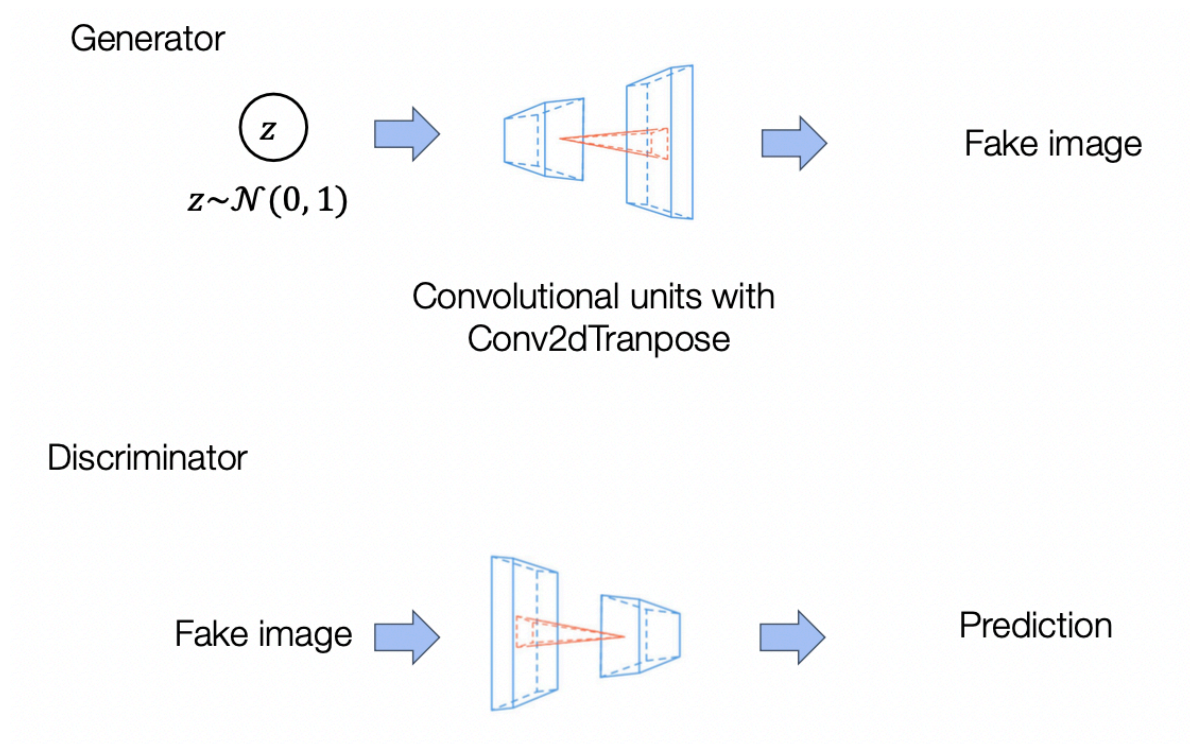 Generator
z
z~𝒩(0, 1)
Fake image
Convolutional units with
Conv2dTranpose
Discriminator
Fake image
Prediction